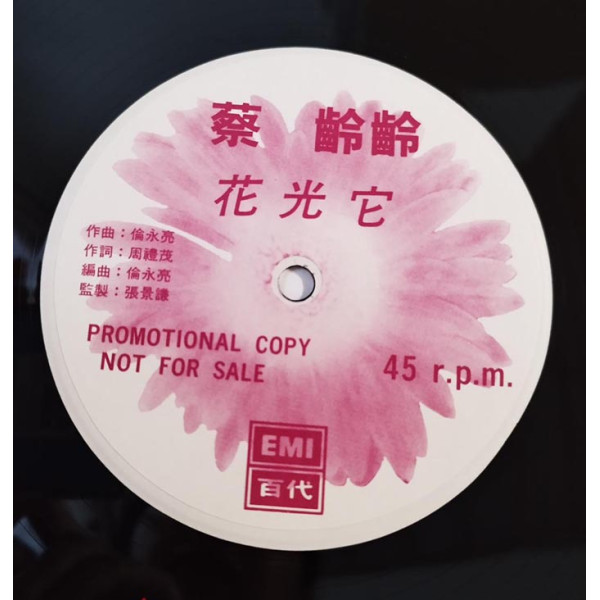 蔡 齡齡
花光它
作曲：倫永亮
作詞：周禮茂
編曲：倫永亮
監製：張景謙
PROMOTIONAL COPY
NOT FOR SALE
45 r.p.m.
EMI
百代